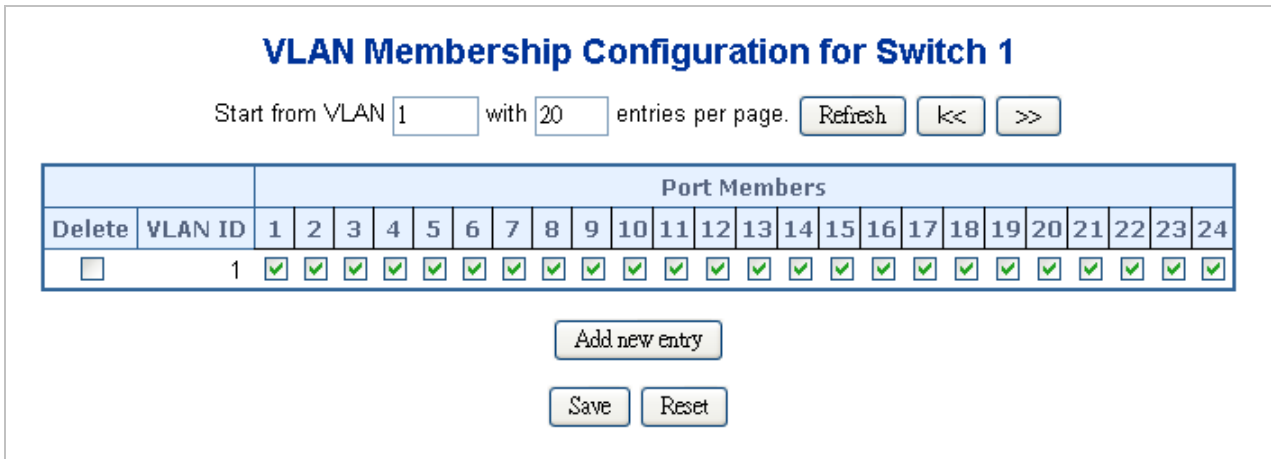 VLAN Membership Configuration for Switch 1
Start from VLAN 1 with 20 entries per page. Refresh |<< >>
Port Members
Delete VLAN ID 1 2 3 4 5 6 7 8 9 10 11 12 13 14 15 16 17 18 19 20 21 22 23 24
1
Add new entry
Save Reset